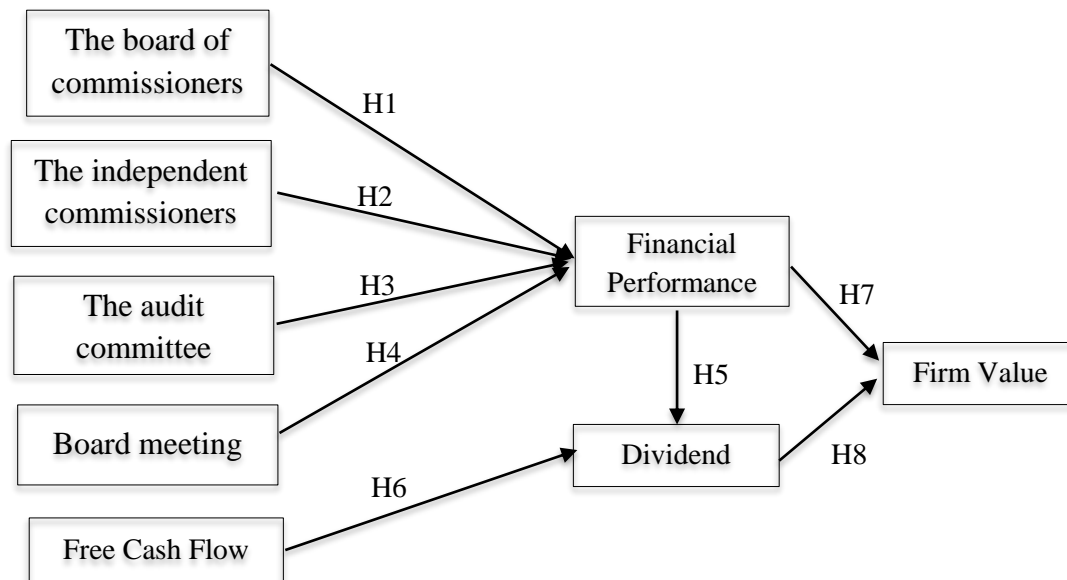 The board of
commissioners
H1
The independent
commissioners
H2
Financial
Performance
The audit
committee
H3
H7
H4
Firm Value
H5
Board meeting
Dividend
H8
H6
Free Cash Flow